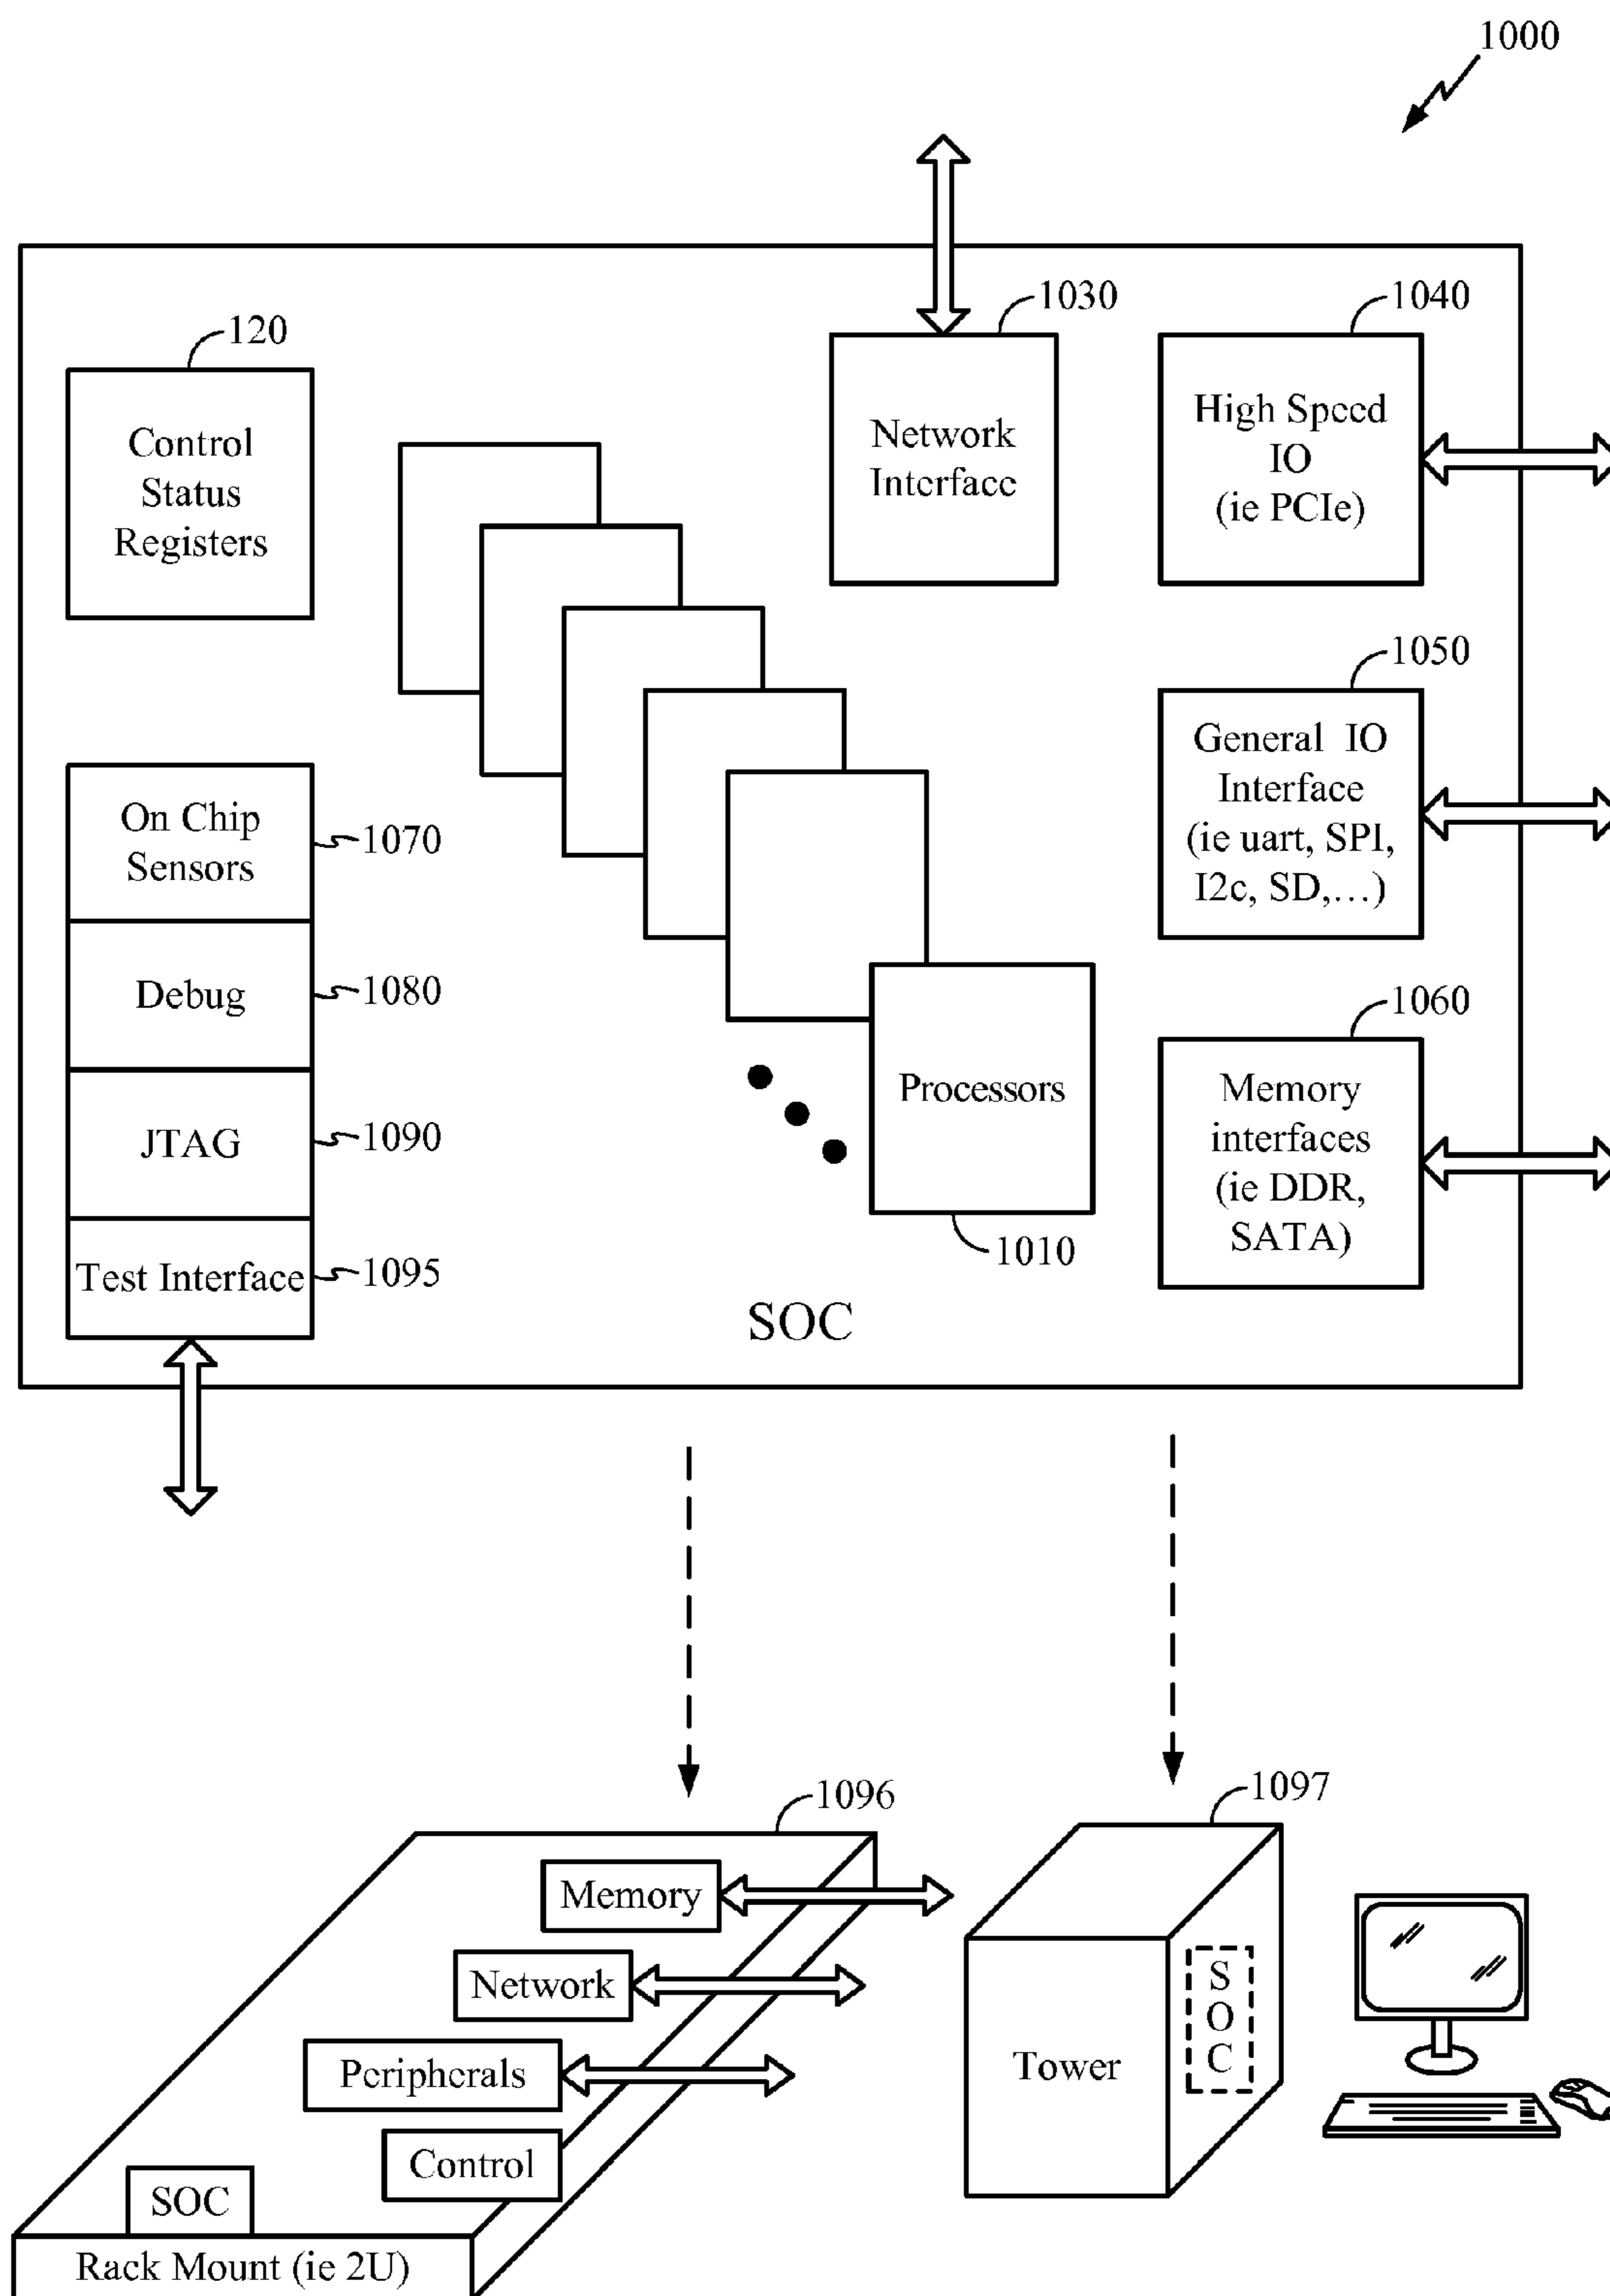 1000
120
Control
Status
Registers
1030
Network
Interface
1040
High Speed
IO
(ie PCIe)
1050
General IO
Interface
(ie uart, SPI,
I2c, SD,...)
On Chip
Sensors
1070
Debug
1080
JTAG
1090
Test Interface
1095
Processors
1010
1060
Memory
interfaces
(ie DDR,
SATA)
SOC
1096
Memory
Network
Peripherals
Control
SOC
Rack Mount (ie 2U)
1097
Tower
S
O
C